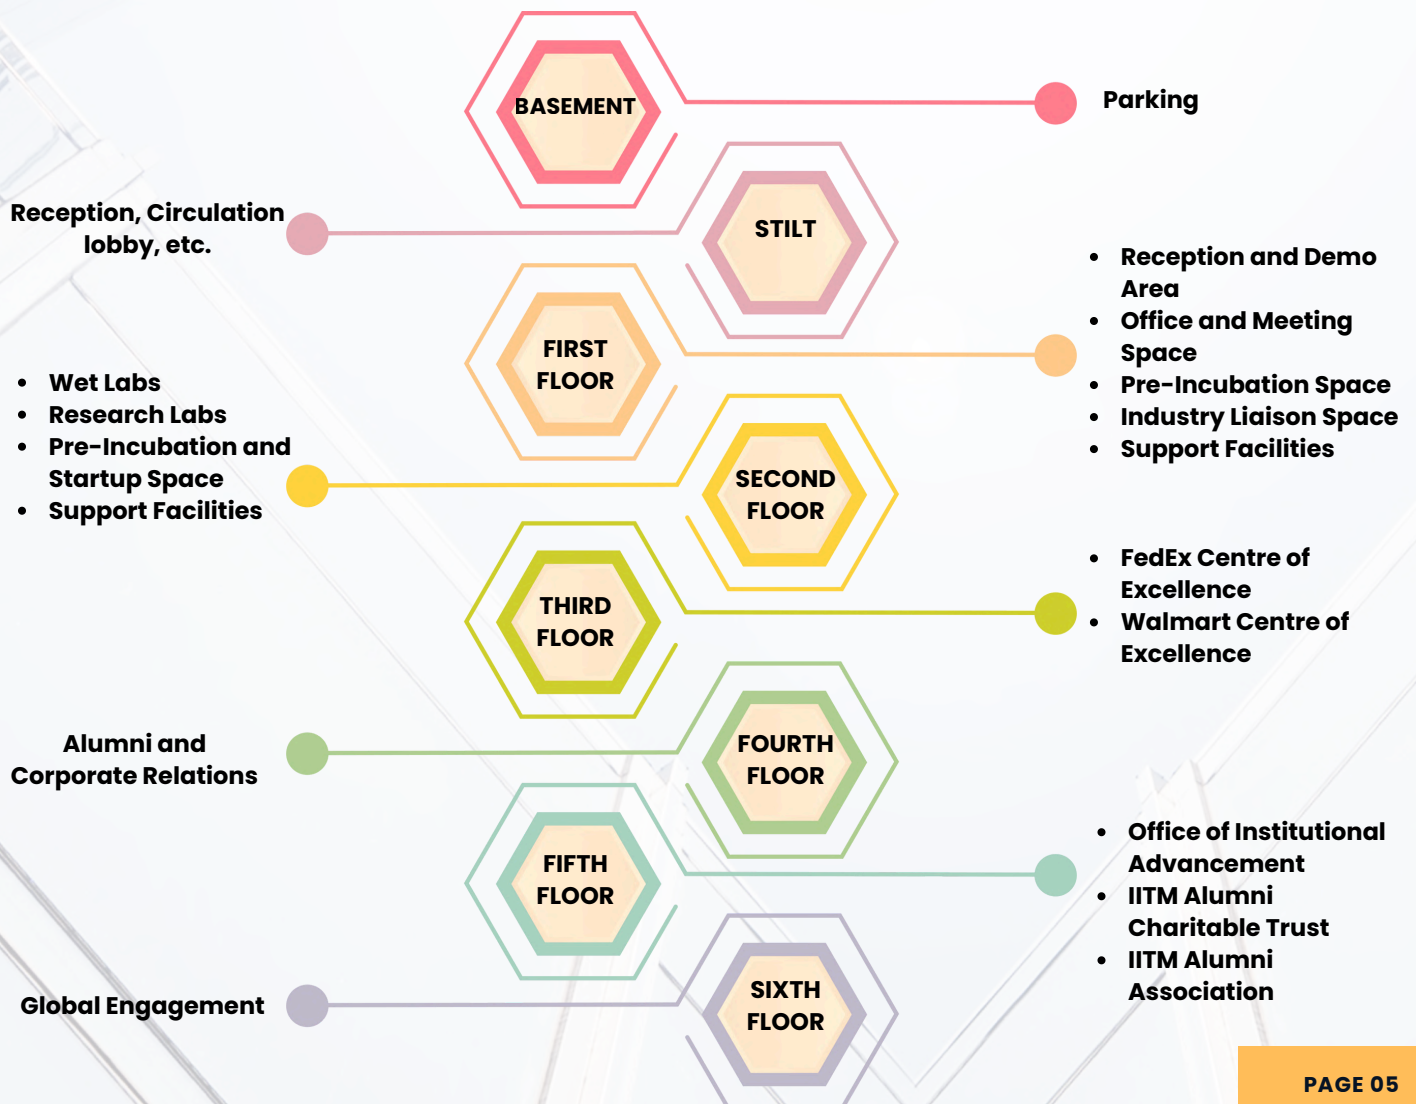 BASEMENT
Parking
STILT
Reception, Circulation
lobby, etc.
FIRST
FLOOR
• Reception and Demo
Area
• Office and Meeting
Space
• Pre-Incubation Space
• Industry Liaison Space
• Support Facilities
SECOND
FLOOR
• Wet Labs
• Research Labs
• Pre-Incubation and
Startup Space
• Support Facilities
THIRD
FLOOR
• FedEx Centre of
Excellence
• Walmart Centre of
Excellence
FOURTH
FLOOR
Alumni and
Corporate Relations
FIFTH
FLOOR
• Office of Institutional
Advancement
• IITM Alumni
Charitable Trust
• IITM Alumni
Association
SIXTH
FLOOR
Global Engagement
PAGE 05